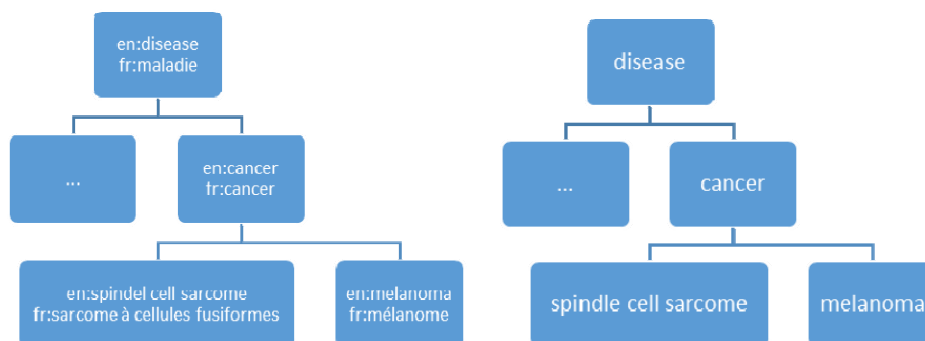 en:disease
fr:maladie
...
en:cancer
fr:cancer
en:spindel cell sarcome
fr:sarcome à cellules fusiformes
en:melanoma
fr:mélanome
disease
...
cancer
spindle cell sarcome
melanoma